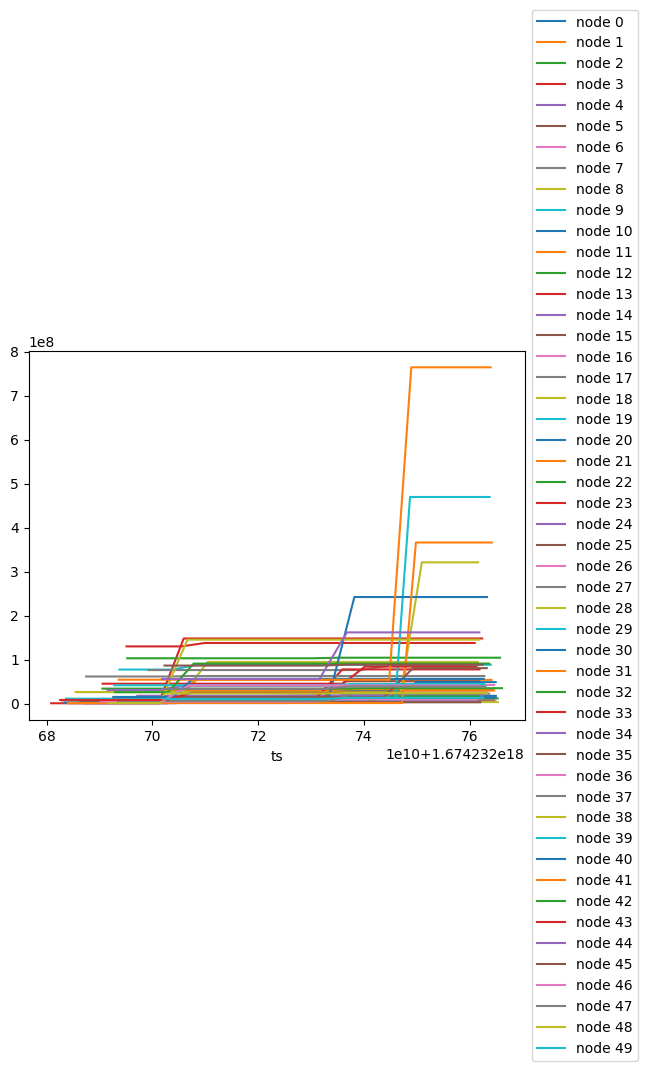 1e8
8
7
6
5
4
3
2
1
0
68 70 72 74 76
ts
1e10+1.674232e18
node 0
node 1
node 2
node 3
node 4
node 5
node 6
node 7
node 8
node 9
node 10
node 11
node 12
node 13
node 14
node 15
node 16
node 17
node 18
node 19
node 20
node 21
node 22
node 23
node 24
node 25
node 26
node 27
node 28
node 29
node 30
node 31
node 32
node 33
node 34
node 35
node 36
node 37
node 38
node 39
node 40
node 41
node 42
node 43
node 44
node 45
node 46
node 47
node 48
node 49